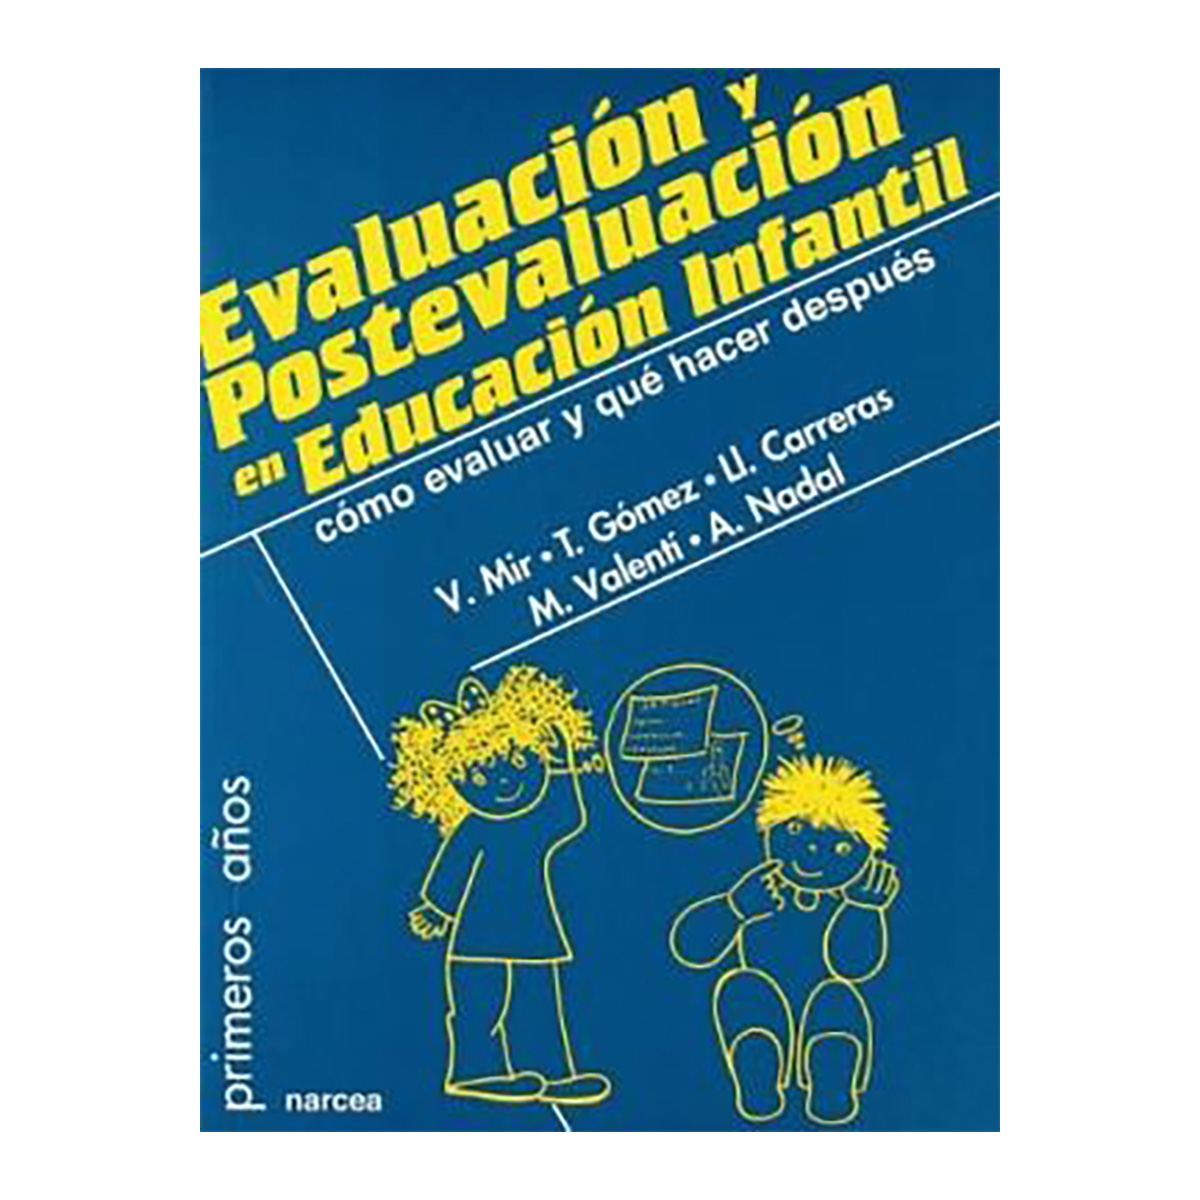 Evaluación y
Postevaluación
en Educación Infantil
cómo evaluar y qué hacer después
V. Mir • T. Gómez • Ll. Carreras
M. Valentí • A. Nadal
primeros años
narcea